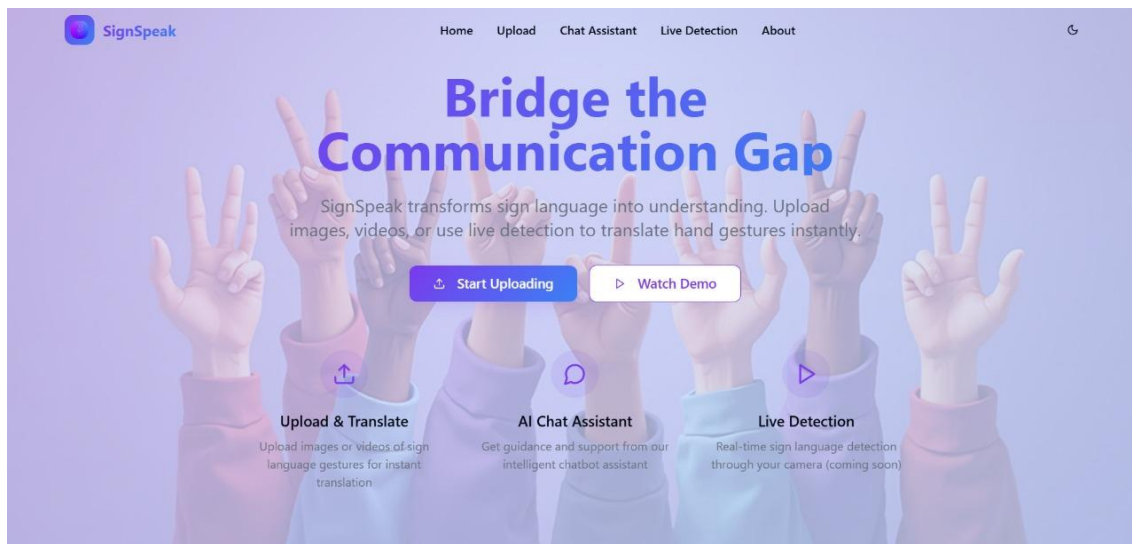 SignSpeak
Home Upload Chat Assistant Live Detection About
Bridge the
Communication Gap
SignSpeak transforms sign language into understanding. Upload
images, videos, or use live detection to translate hand gestures instantly.
Start Uploading
Watch Demo
Upload & Translate
Upload images or videos of sign
language gestures for instant
translation
AI Chat Assistant
Get guidance and support from our
intelligent chatbot assistant
Live Detection
Real-time sign language detection
through your camera (coming soon)